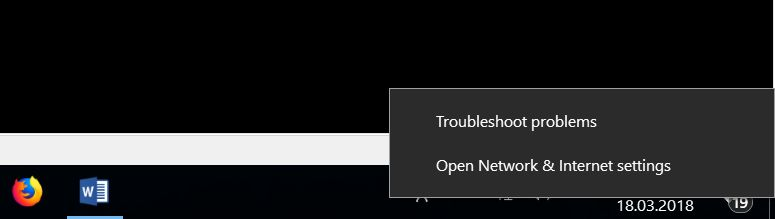 Troubleshoot problems
Open Network & Internet settings
W
18.03.2018
19